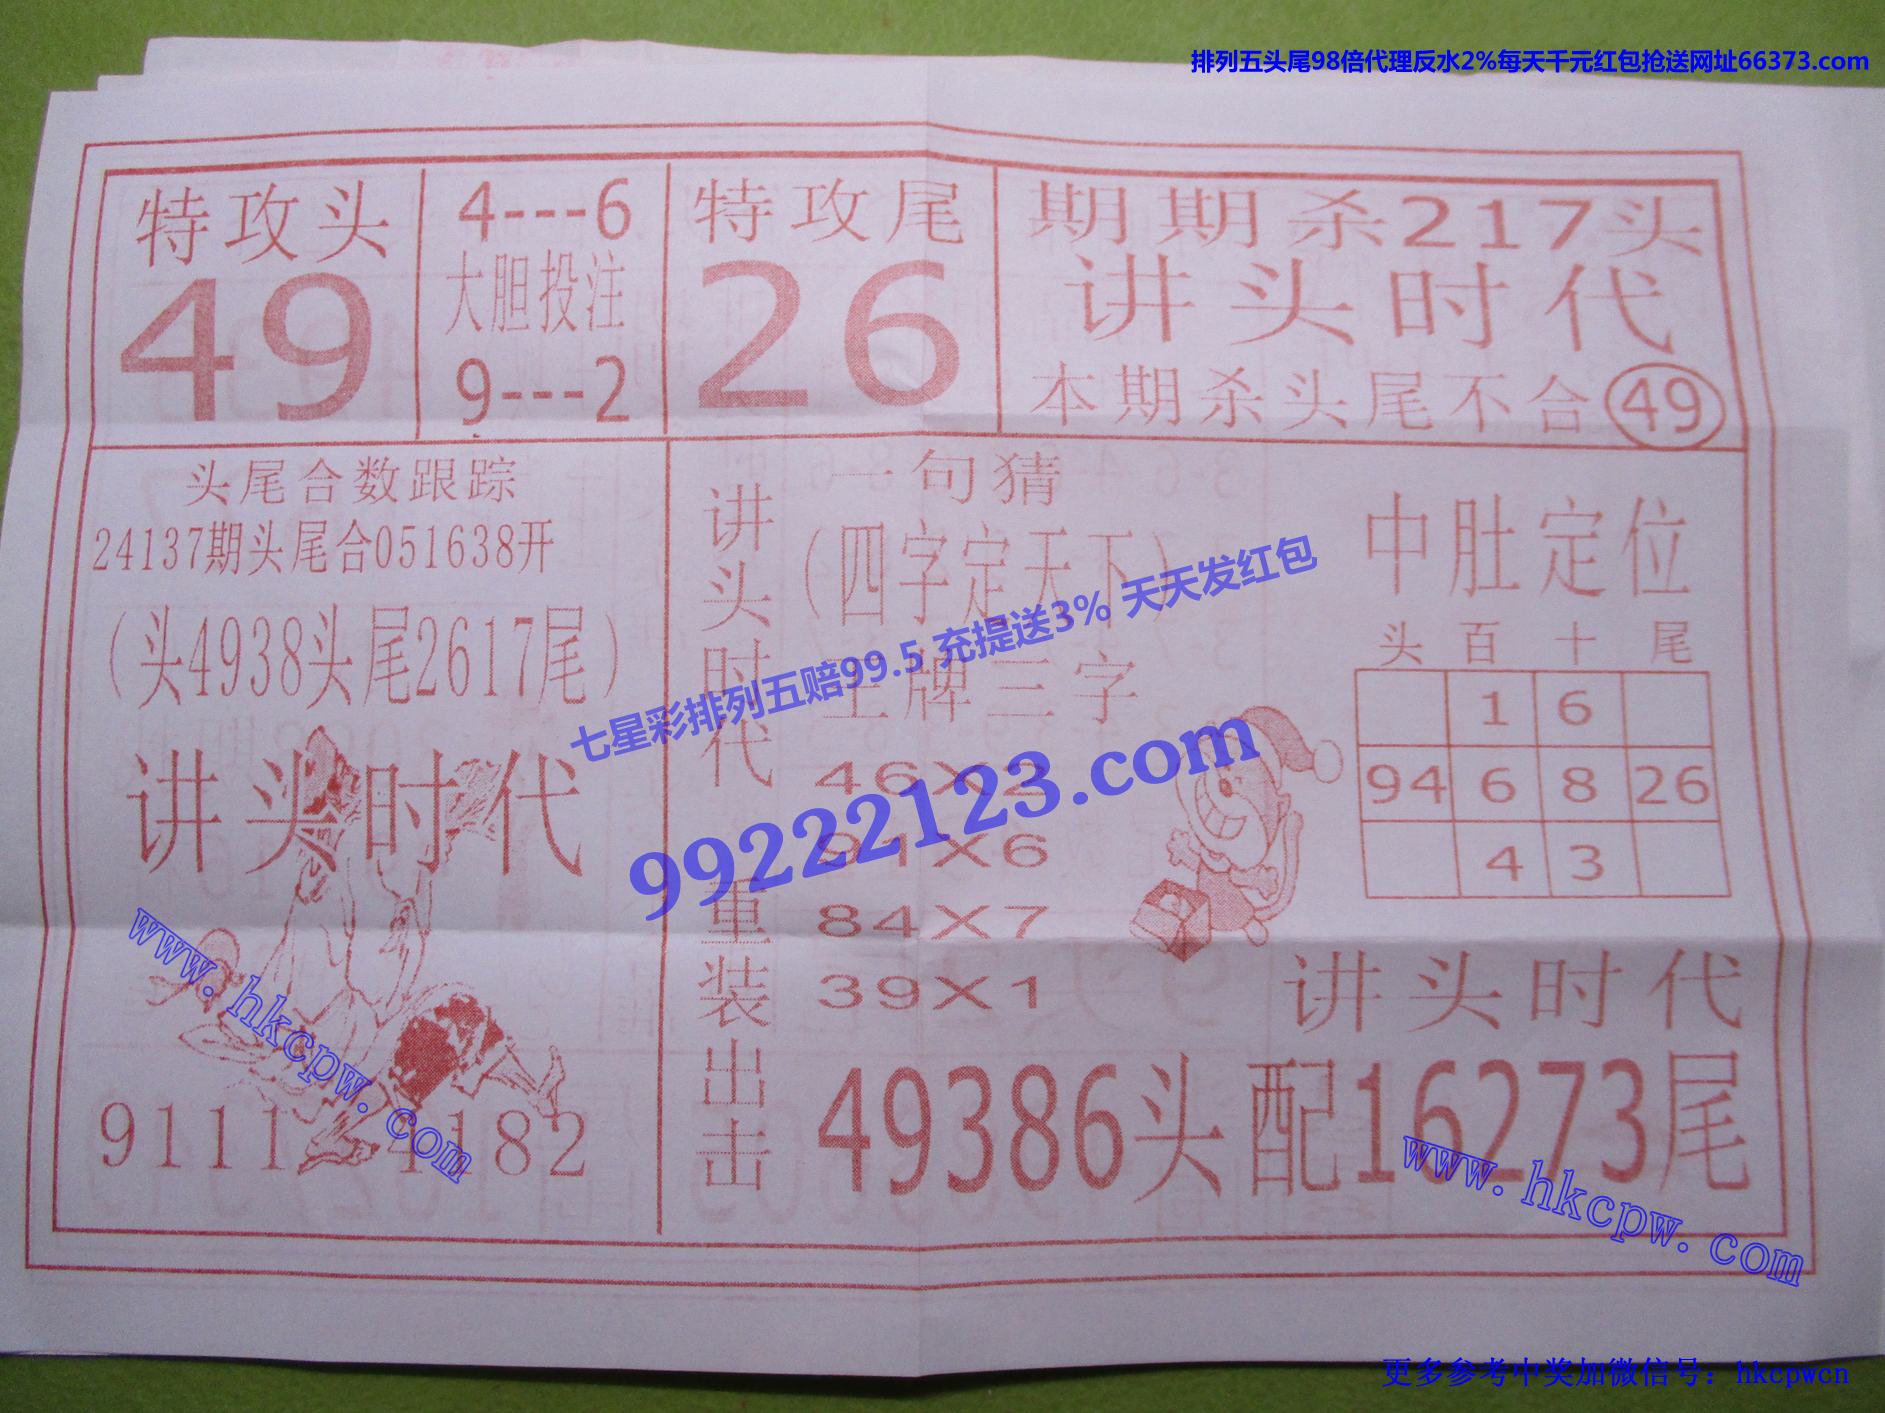 排列五头尾98倍代理反水2%每天千元红包抢送网址66373.com
特攻头
49
4---6
大胆投注
9---2
特攻尾
26
期期杀217头
讲头时代
本期杀头尾不合49
头尾合数跟踪
24137期头尾合051638开
(头4938头尾2617尾)
讲头时代
9111
4182
讲头时代
重装出击
一句猜
(四字定天下)
王牌三字
46X2
91X6
84X7
39X1
中肚定位
头百十尾
1 6
94 6 8 26
4 3
讲头时代
49386头配16273尾
七星彩排列五赔99.5 充提送3% 天天发红包
99222123.com
www.hkcpw.com
www.hkcpw.com
更多参考中奖加微信号：hkcpwcn